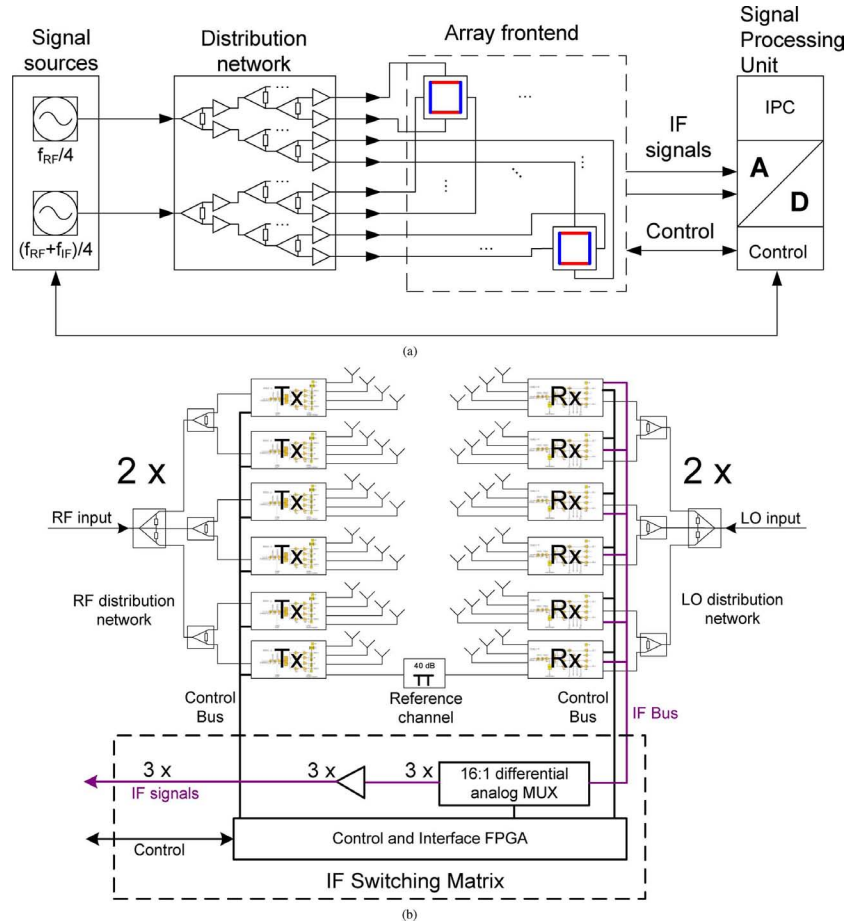 Signal
sources
Distribution
network
Array frontend
Signal
Processing
Unit
f_RF/4
(f_RF+f_IF)/4
IF
signals
Control
IPC
A
D
Control
(a)
2 x
RF input
RF distribution
network
Tx
Tx
Tx
Tx
Tx
Tx
Rx
Rx
Rx
Rx
Rx
Rx
2 x
LO input
LO distribution
network
40 dB
Reference
channel
Control
Bus
Control
Bus
IF Bus
3 x
IF signals
3 x
3 x
16:1 differential
analog MUX
Control
Control and Interface FPGA
IF Switching Matrix
(b)